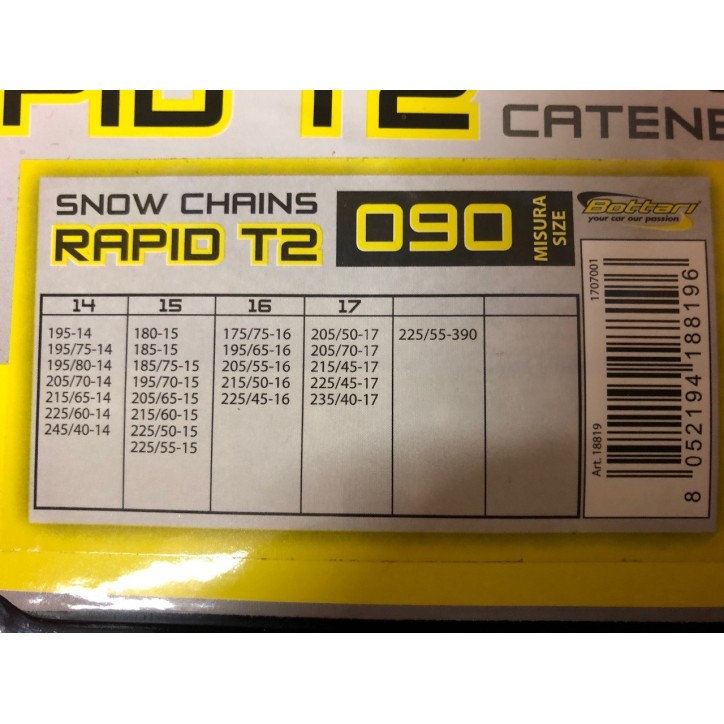 PID T2 CATENE
SNOW CHAINS
RAPID T2
090
MISURA
SIZE
Bottari
your car our passion
14 15 16 17
195-14 180-15 175/75-16 205/50-17 225/55-390
195/75-14 185-15 195/65-16 205/70-17
195/80-14 185/75-15 205/55-16 215/45-17
205/70-14 195/70-15 215/50-16 225/45-17
215/65-14 205/65-15 225/45-16 235/40-17
225/60-14 215/60-15
245/40-14 225/50-15
225/55-15
1707001
Art. 18819
8 052194 188196